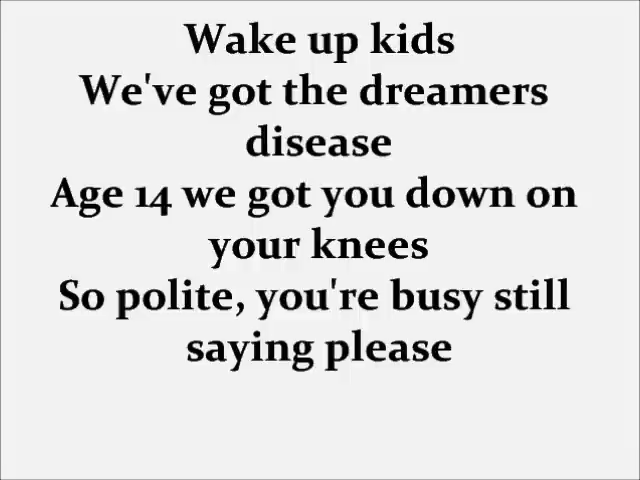 Wake up kids
We've got the dreamers
disease
Age 14 we got you down on
your knees
So polite, you're busy still
saying please